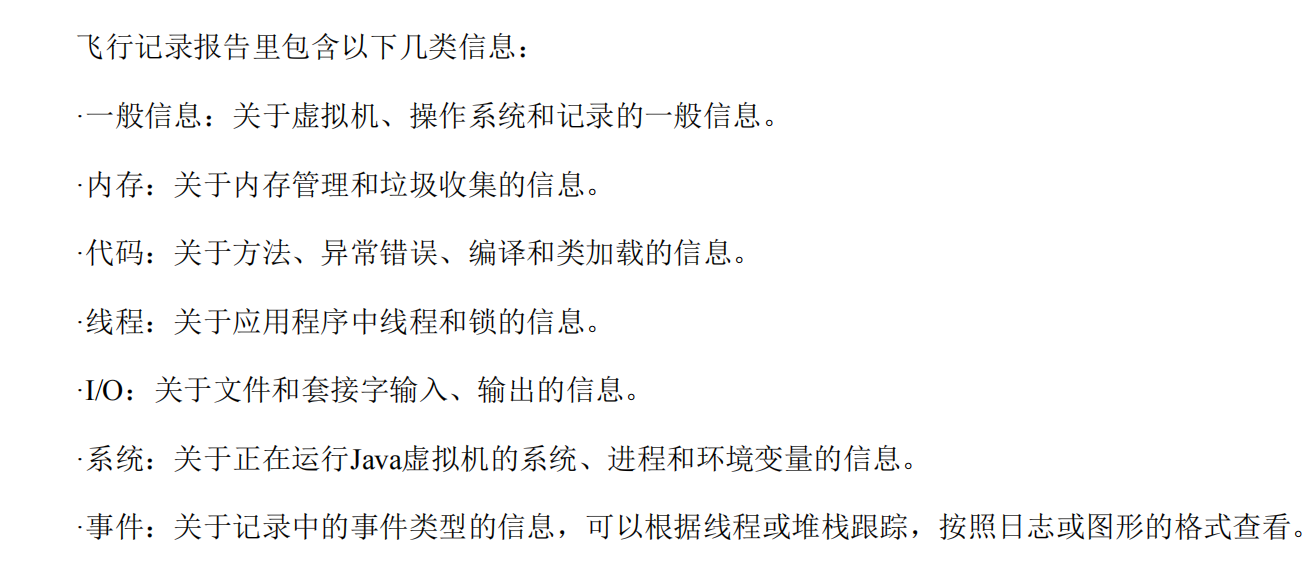 飞行记录报告里包含以下几类信息：
·一般信息：关于虚拟机、操作系统和记录的一般信息。
·内存：关于内存管理和垃圾收集的信息。
·代码：关于方法、异常错误、编译和类加载的信息。
·线程：关于应用程序中线程和锁的信息。
·I/O：关于文件和套接字输入、输出的信息。
·系统：关于正在运行Java虚拟机的系统、进程和环境变量的信息。
·事件：关于记录中的事件类型的信息，可以根据线程或堆栈跟踪，按照日志或图形的格式查看。